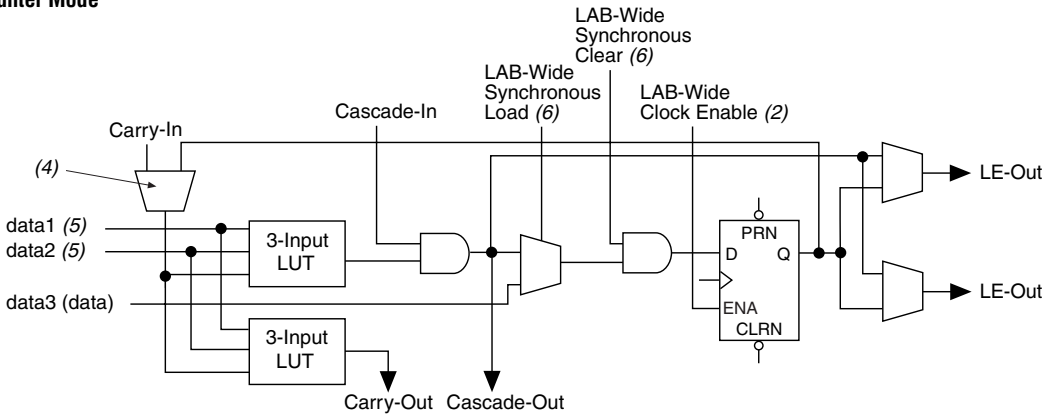 LAB-Wide
Synchronous
Clear (6)
LAB-Wide
Synchronous
Load (6)
LAB-Wide
Clock Enable (2)
Cascade-In
Carry-In
(4)
LE-Out
data1 (5)
data2 (5)
3-Input
LUT
PRN
D
Q
data3 (data)
LE-Out
ENA
CLRN
3-Input
LUT
Carry-Out
Cascade-Out